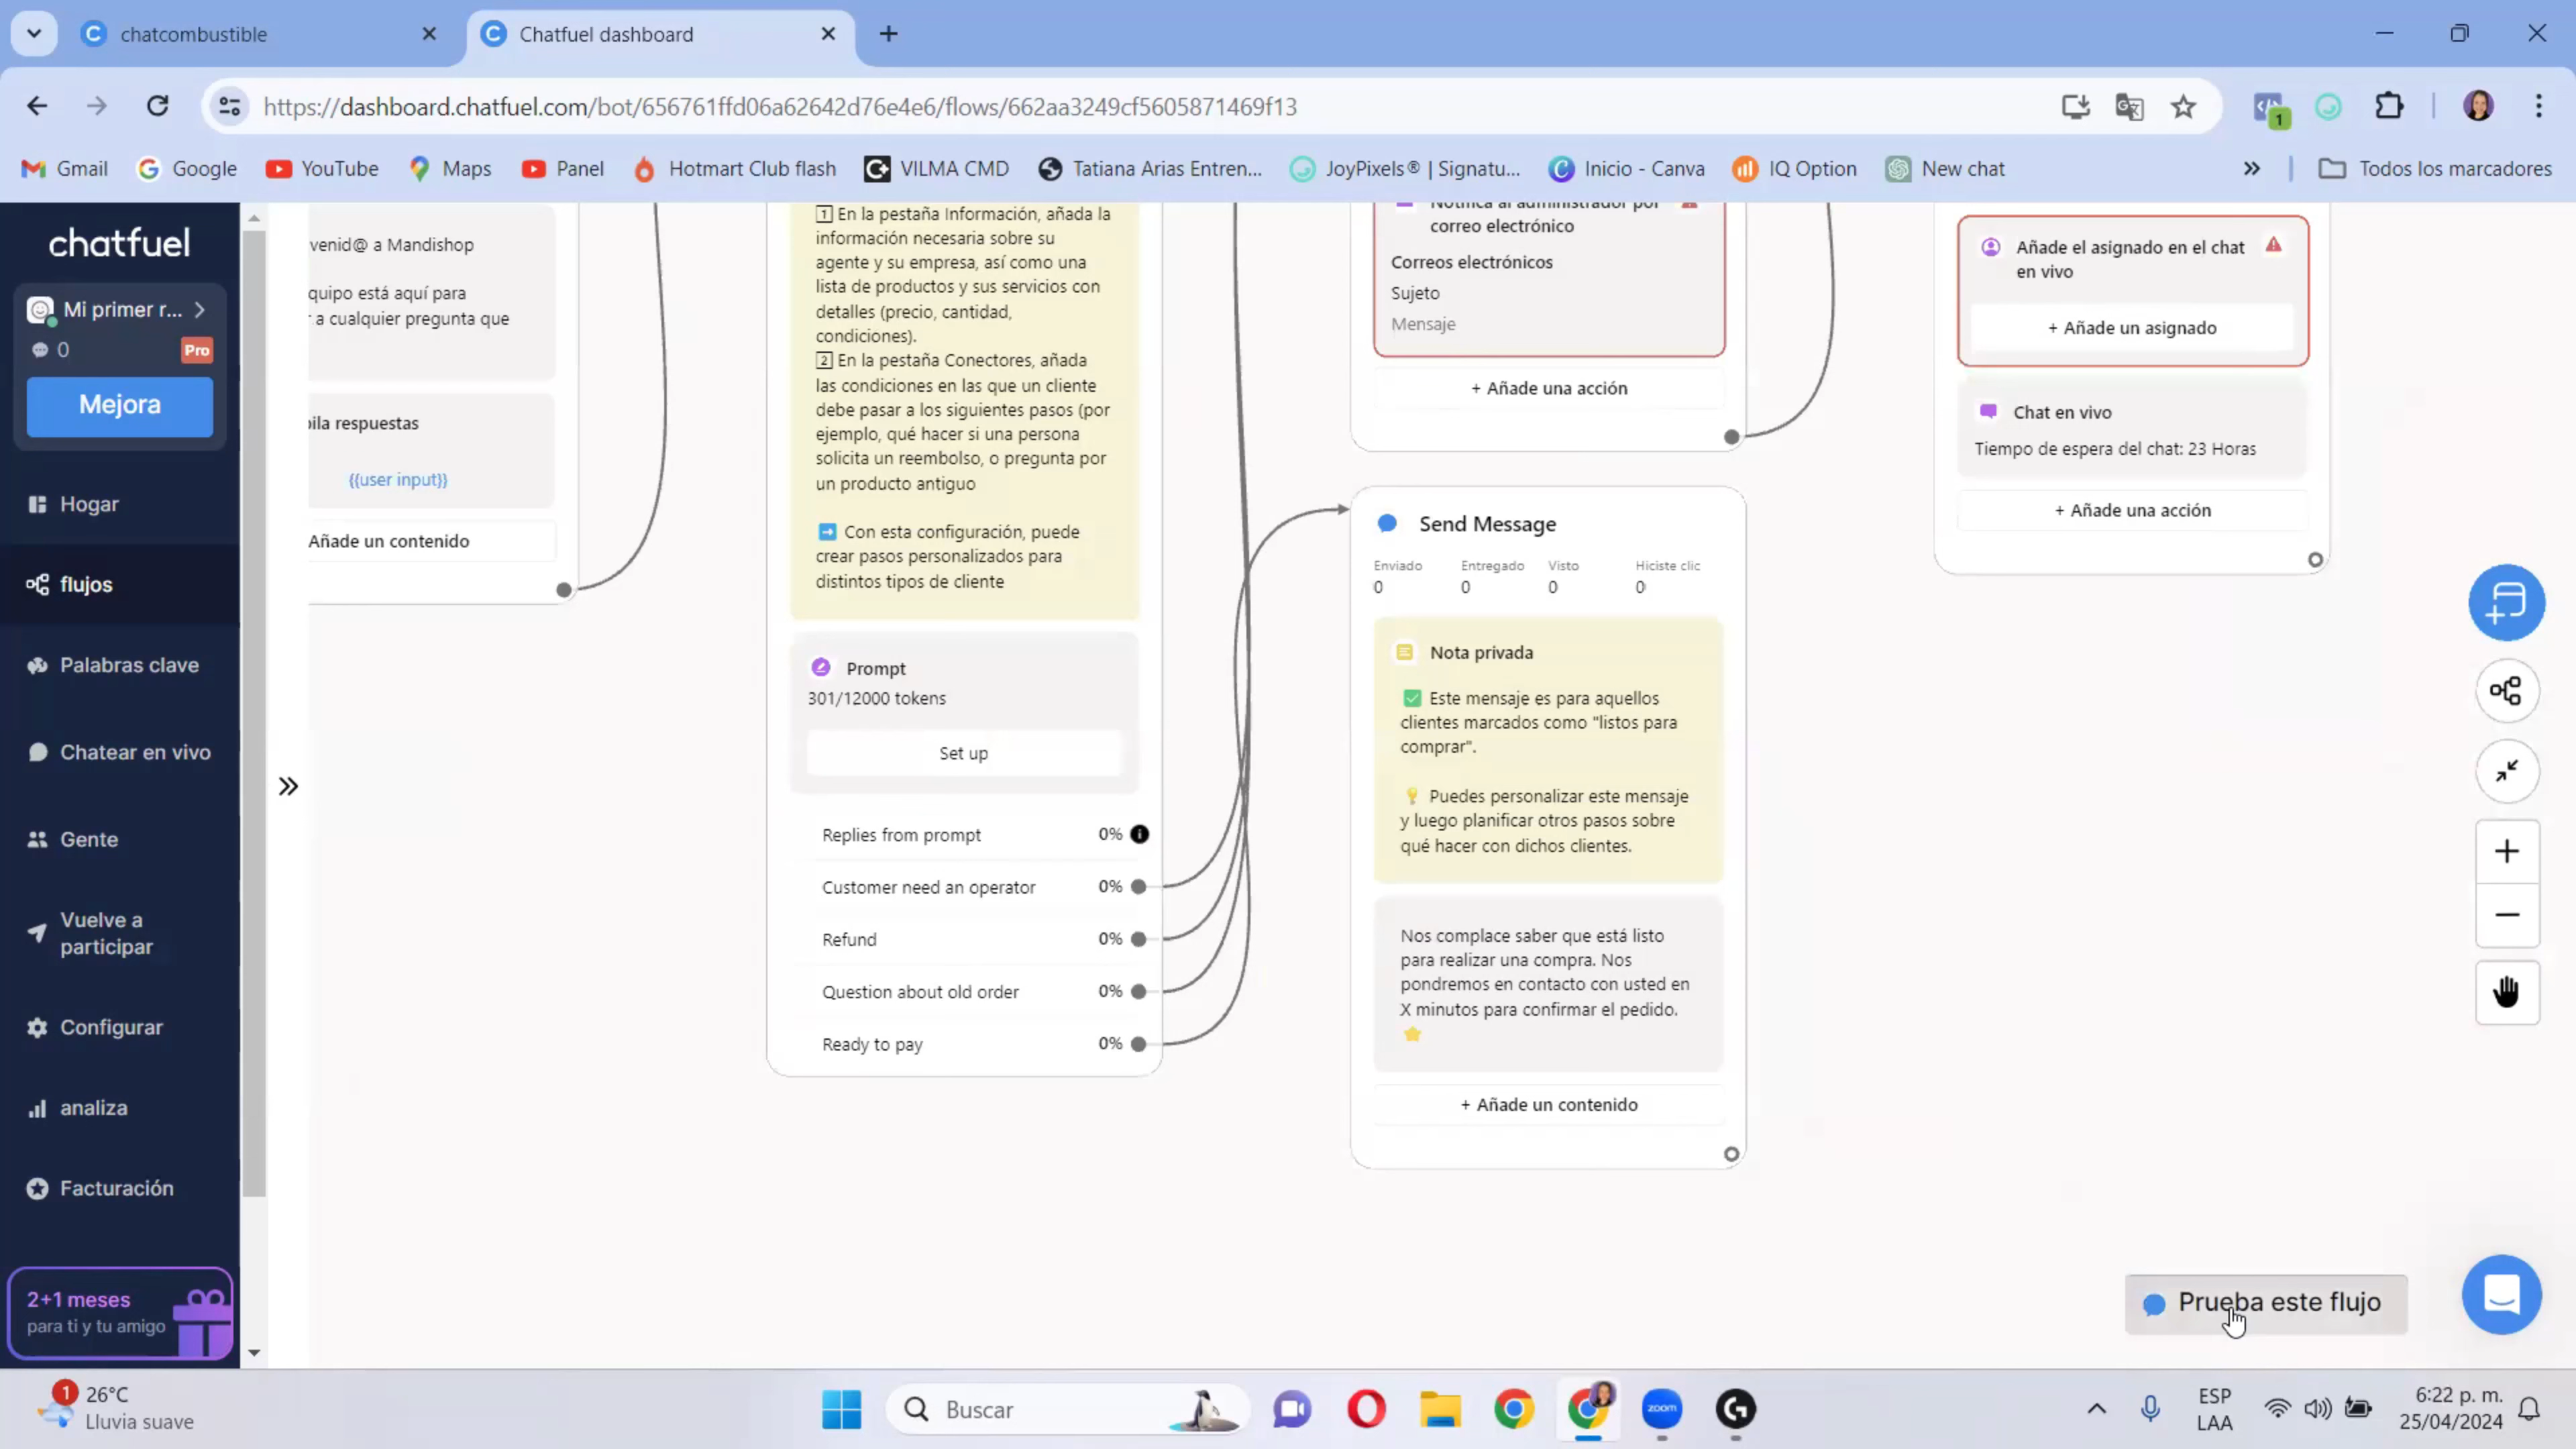 chatcombustible
Chatfuel dashboard
https://dashboard.chatfuel.com/bot/656761ffd06a62642d76e4e6/flows/662aa3249cf5605871469f13
1
Gmail
Google
YouTube
Maps
Panel
Hotmart Club flash
VILMA CMD
Tatiana Arias Entren...
JoyPixels® | Signatu...
Inicio - Canva
IQ Option
New chat
Todos los marcadores
chatfuel
Mi primer r...
0
Pro
Mejora
Hogar
flujos
Palabras clave
Chatear en vivo
Gente
Vuelve a
participar
Configurar
analiza
Facturación
2+1 meses
para ti y tu amigo
venid@ a Mandishop
quipo está aquí para
r a cualquier pregunta que
ila respuestas
{{user input}}
Añade un contenido
1 En la pestaña Información, añada la
información necesaria sobre su
agente y su empresa, así como una
lista de productos y sus servicios con
detalles (precio, cantidad,
condiciones).
2 En la pestaña Conectores, añada
las condiciones en las que un cliente
debe pasar a los siguientes pasos (por
ejemplo, qué hacer si una persona
solicita un reembolso, o pregunta por
un producto antiguo
➡ Con esta configuración, puede
crear pasos personalizados para
distintos tipos de cliente
Prompt
301/12000 tokens
Set up
Replies from prompt 0%
Customer need an operator 0%
Refund 0%
Question about old order 0%
Ready to pay 0%
Notifica al administrador por
correo electrónico
Correos electrónicos
Sujeto
Mensaje
+ Añade una acción
Send Message
Enviado Entregado Visto Hiciste clic
0 0 0 0
Nota privada
✅ Este mensaje es para aquellos
clientes marcados como "listos para
comprar".
💡 Puedes personalizar este mensaje
y luego planificar otros pasos sobre
qué hacer con dichos clientes.
Nos complace saber que está listo
para realizar una compra. Nos
pondremos en contacto con usted en
X minutos para confirmar el pedido.
⭐
+ Añade un contenido
Añade el asignado en el chat
en vivo
+ Añade un asignado
Chat en vivo
Tiempo de espera del chat: 23 Horas
+ Añade una acción
Prueba este flujo
1
26°C
Lluvia suave
Buscar
zoom
ESP
LAA
6:22 p. m.
25/04/2024